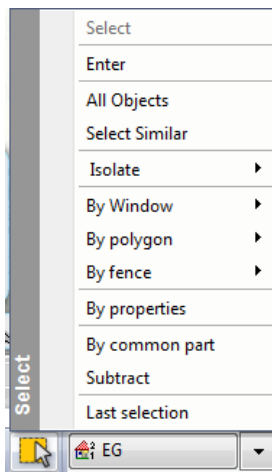 Select
Enter
All Objects
Select Similar
Isolate
By Window
By polygon
By fence
By properties
By common part
Subtract
Last selection
Select
EG